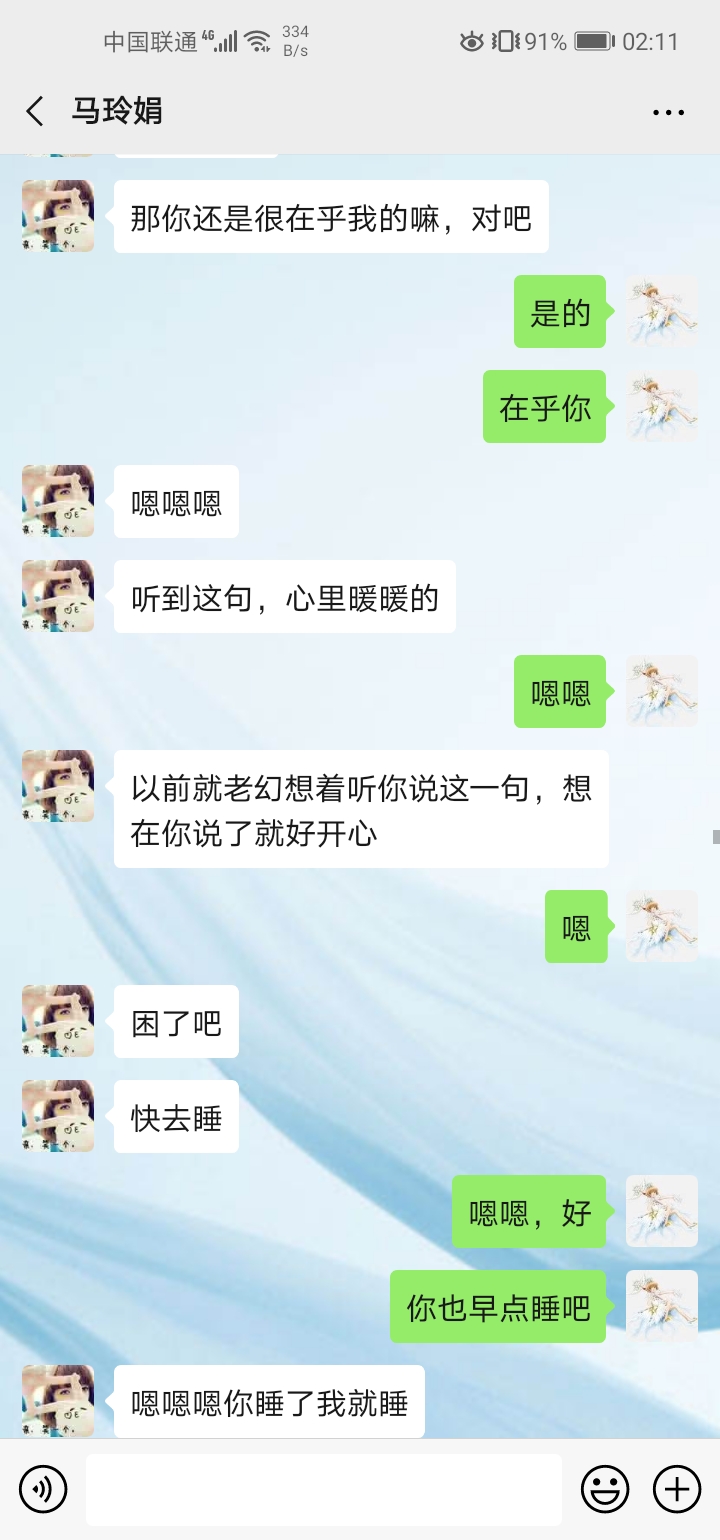 中国联通 4G 334 B/s 91% 02:11
马玲娟
那你还是很在乎我的嘛，对吧
是的
在乎你
嗯嗯嗯
听到这句，心里暖暖的
嗯嗯
以前就老幻想着听你说这一句，想
在你说了就好开心
嗯
困了吧
快去睡
嗯嗯，好
你也早点睡吧
嗯嗯嗯你睡了我就睡